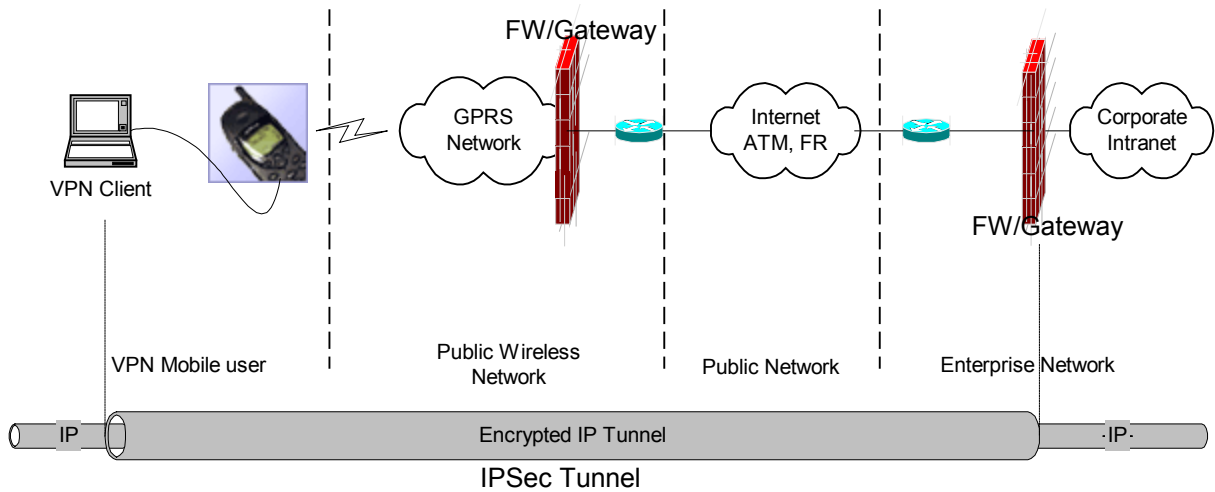 FW/Gateway
GPRS
Network
Internet
ATM, FR
Corporate
Intranet
VPN Client
FW/Gateway
VPN Mobile user
Public Wireless
Network
Public Network
Enterprise Network
IP
Encrypted IP Tunnel
IP
IPSec Tunnel